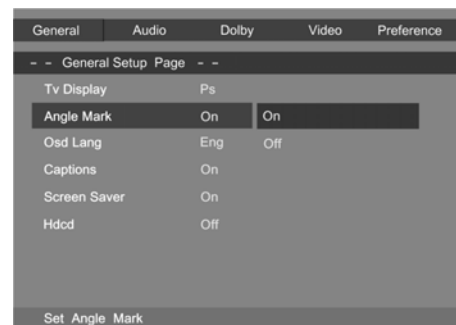 General Audio Dolby Video Preference
- - General Setup Page - -
Tv Display Ps
Angle Mark On On
Osd Lang Eng Off
Captions On
Screen Saver On
Hdcd Off
Set Angle Mark